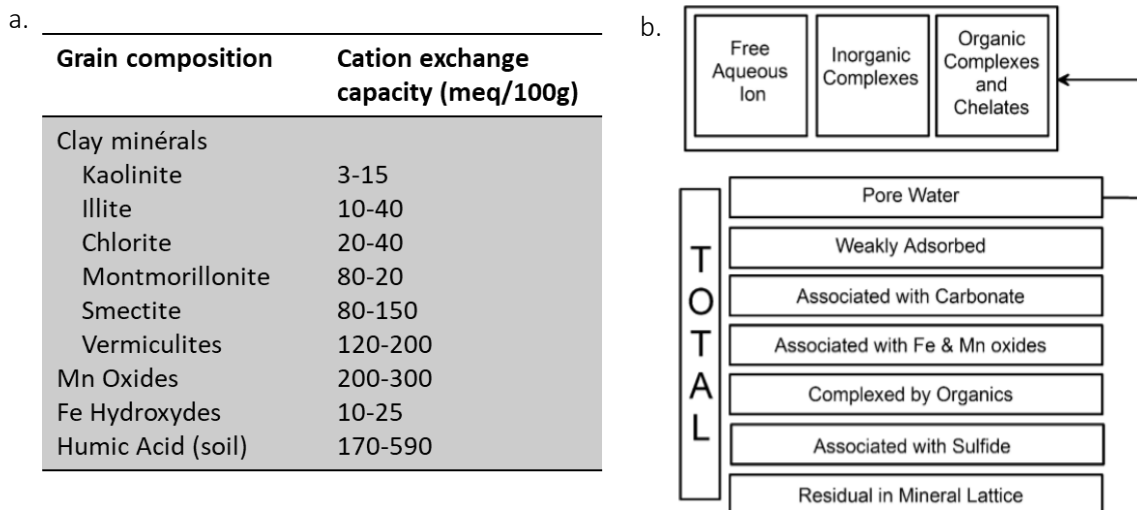 a.
Grain composition Cation exchange
capacity (meq/100g)
Clay minérals
Kaolinite 3-15
Illite 10-40
Chlorite 20-40
Montmorillonite 80-20
Smectite 80-150
Vermiculites 120-200
Mn Oxides 200-300
Fe Hydroxydes 10-25
Humic Acid (soil) 170-590
b.
Free
Aqueous
Ion
Inorganic
Complexes
Organic
Complexes
and
Chelates
TOTAL
Pore Water
Weakly Adsorbed
Associated with Carbonate
Associated with Fe & Mn oxides
Complexed by Organics
Associated with Sulfide
Residual in Mineral Lattice